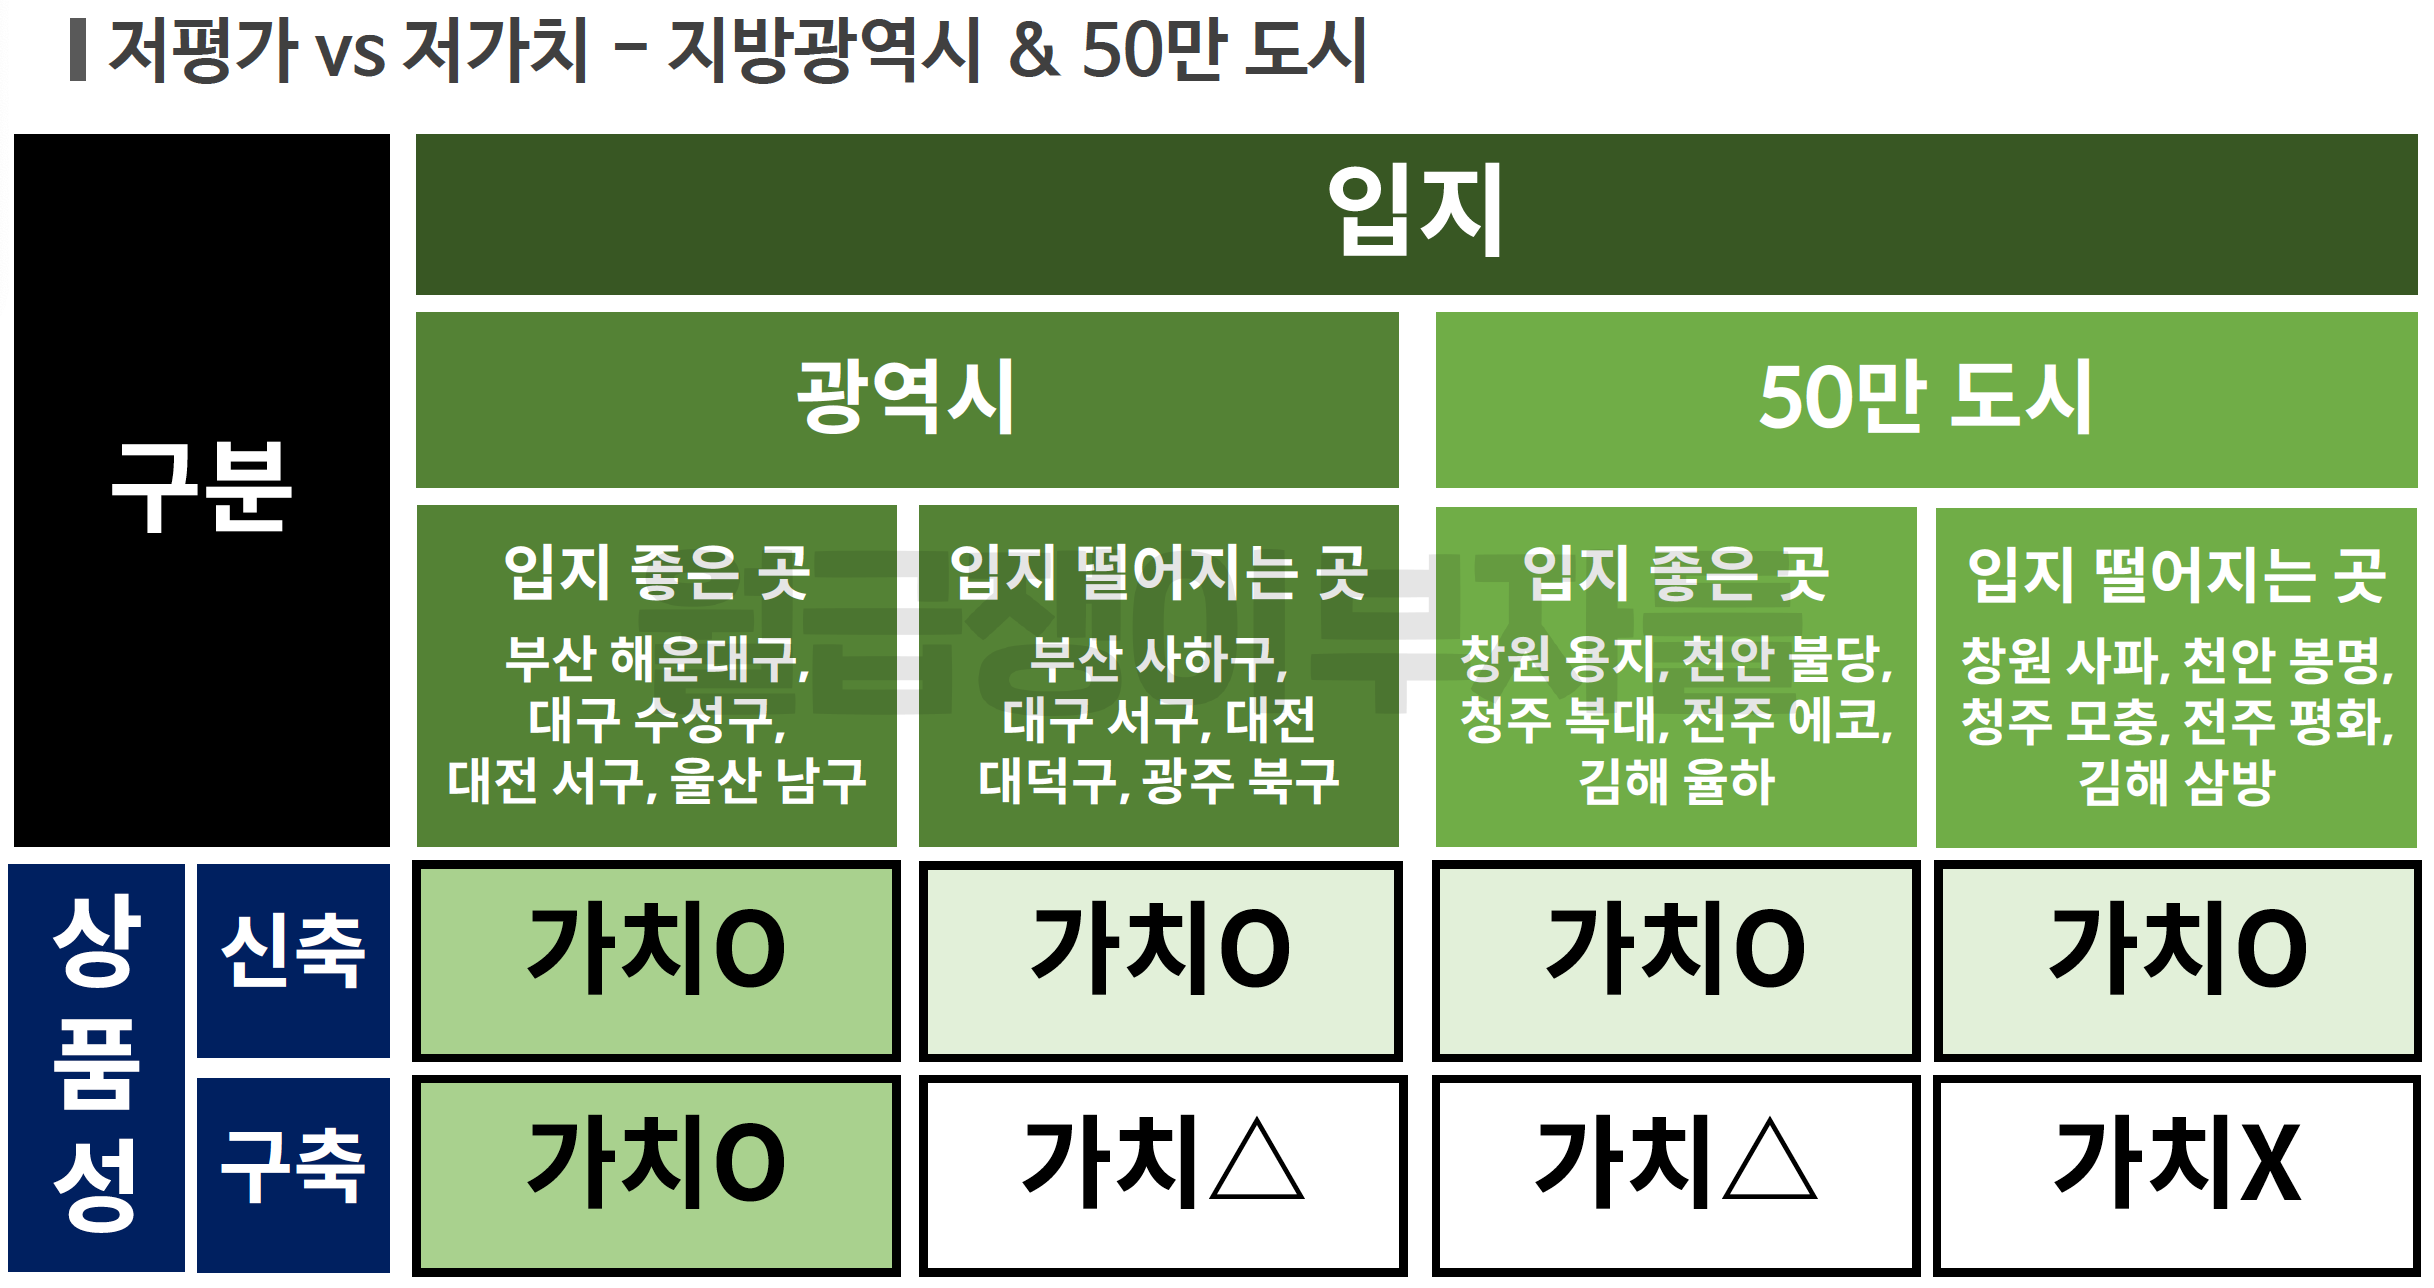 저평가 vs 저가치 - 지방광역시 & 50만 도시
구분
입지
광역시
50만 도시
입지 좋은 곳
부산 해운대구,
대구 수성구,
대전 서구, 울산 남구
입지 떨어지는 곳
부산 사하구,
대구 서구, 대전
대덕구, 광주 북구
입지 좋은 곳
창원 용지, 천안 불당,
청주 복대, 전주 에코,
김해 율하
입지 떨어지는 곳
창원 사파, 천안 봉명,
청주 모충, 전주 평화,
김해 삼방
월급쟁이부자들
상품성
신축
가치O
가치O
가치O
가치O
구축
가치O
가치△
가치△
가치X